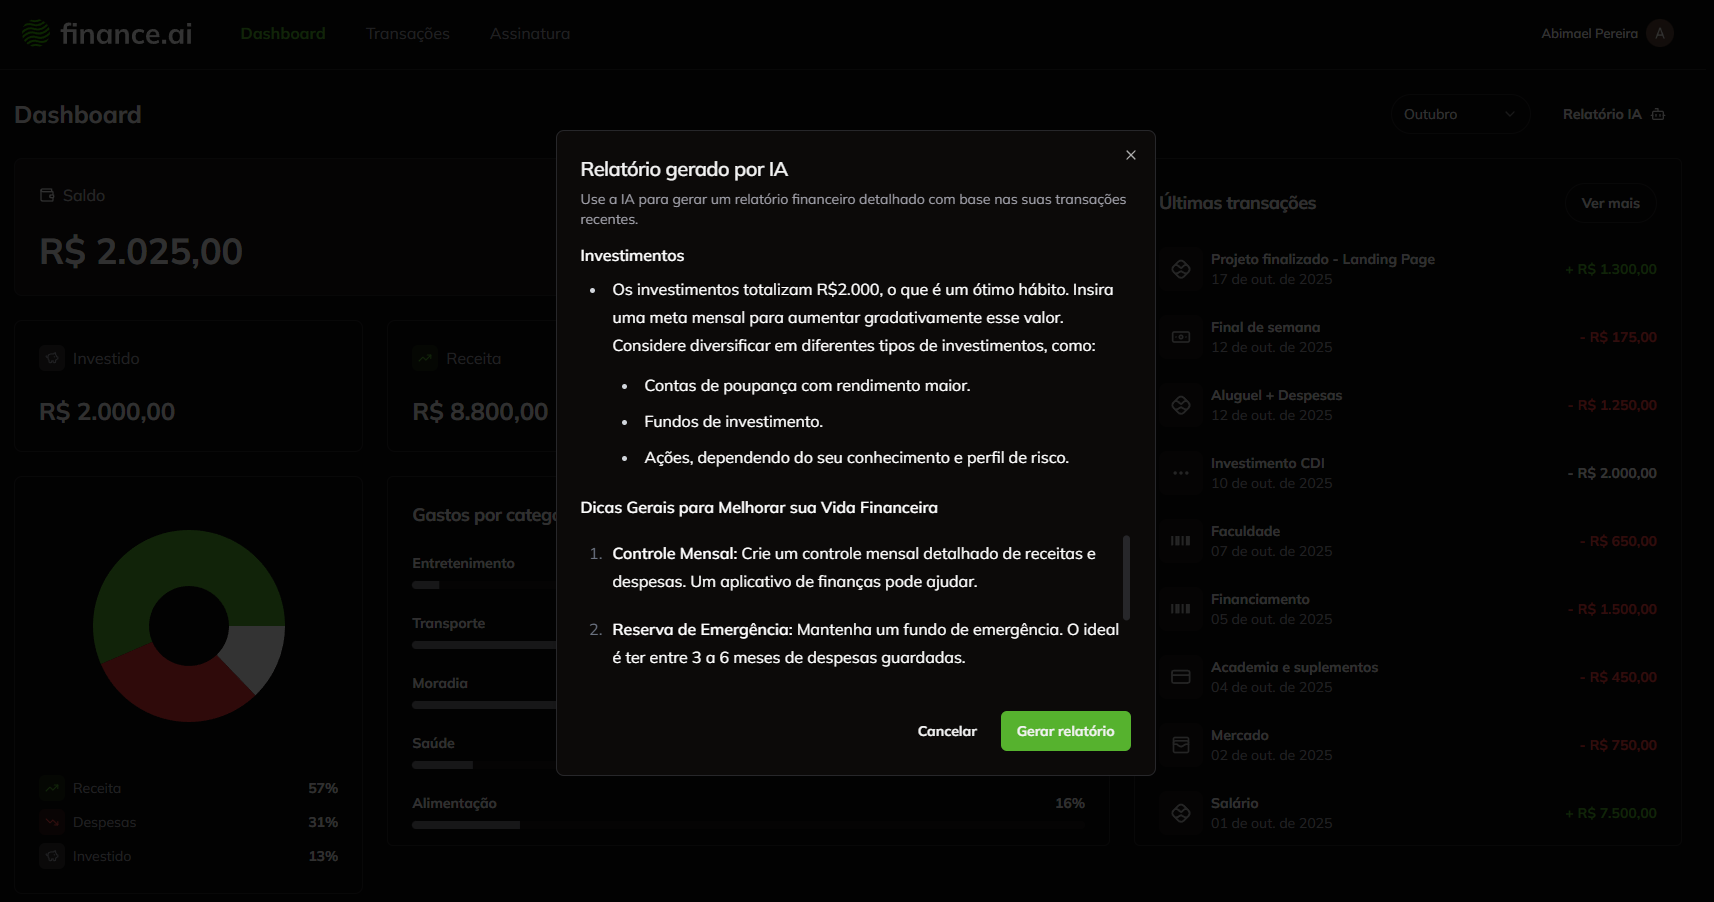 finance.ai
Dashboard
Transações
Assinatura
Abimael Pereira
A
Dashboard
Outubro
Relatório IA
Saldo
R$ 2.025,00
Investido
R$ 2.000,00
Receita
R$ 8.800,00
Receita
57%
Despesas
31%
Investido
13%
Gastos por catego
Entretenimento
Transporte
Moradia
Saúde
Alimentação
16%
Relatório gerado por IA
Use a IA para gerar um relatório financeiro detalhado com base nas suas transações
recentes.
Investimentos
• Os investimentos totalizam R$2.000, o que é um ótimo hábito. Insira
uma meta mensal para aumentar gradativamente esse valor.
Considere diversificar em diferentes tipos de investimentos, como:
• Contas de poupança com rendimento maior.
• Fundos de investimento.
• Ações, dependendo do seu conhecimento e perfil de risco.
Dicas Gerais para Melhorar sua Vida Financeira
1. Controle Mensal: Crie um controle mensal detalhado de receitas e
despesas. Um aplicativo de finanças pode ajudar.
2. Reserva de Emergência: Mantenha um fundo de emergência. O ideal
é ter entre 3 a 6 meses de despesas guardadas.
Cancelar
Gerar relatório
Últimas transações
Ver mais
Projeto finalizado - Landing Page
17 de out. de 2025
+ R$ 1.300,00
Final de semana
12 de out. de 2025
- R$ 175,00
Aluguel + Despesas
12 de out. de 2025
- R$ 1.250,00
Investimento CDI
10 de out. de 2025
- R$ 2.000,00
Faculdade
07 de out. de 2025
- R$ 650,00
Financiamento
05 de out. de 2025
- R$ 1.500,00
Academia e suplementos
04 de out. de 2025
- R$ 450,00
Mercado
02 de out. de 2025
- R$ 750,00
Salário
01 de out. de 2025
+ R$ 7.500,00